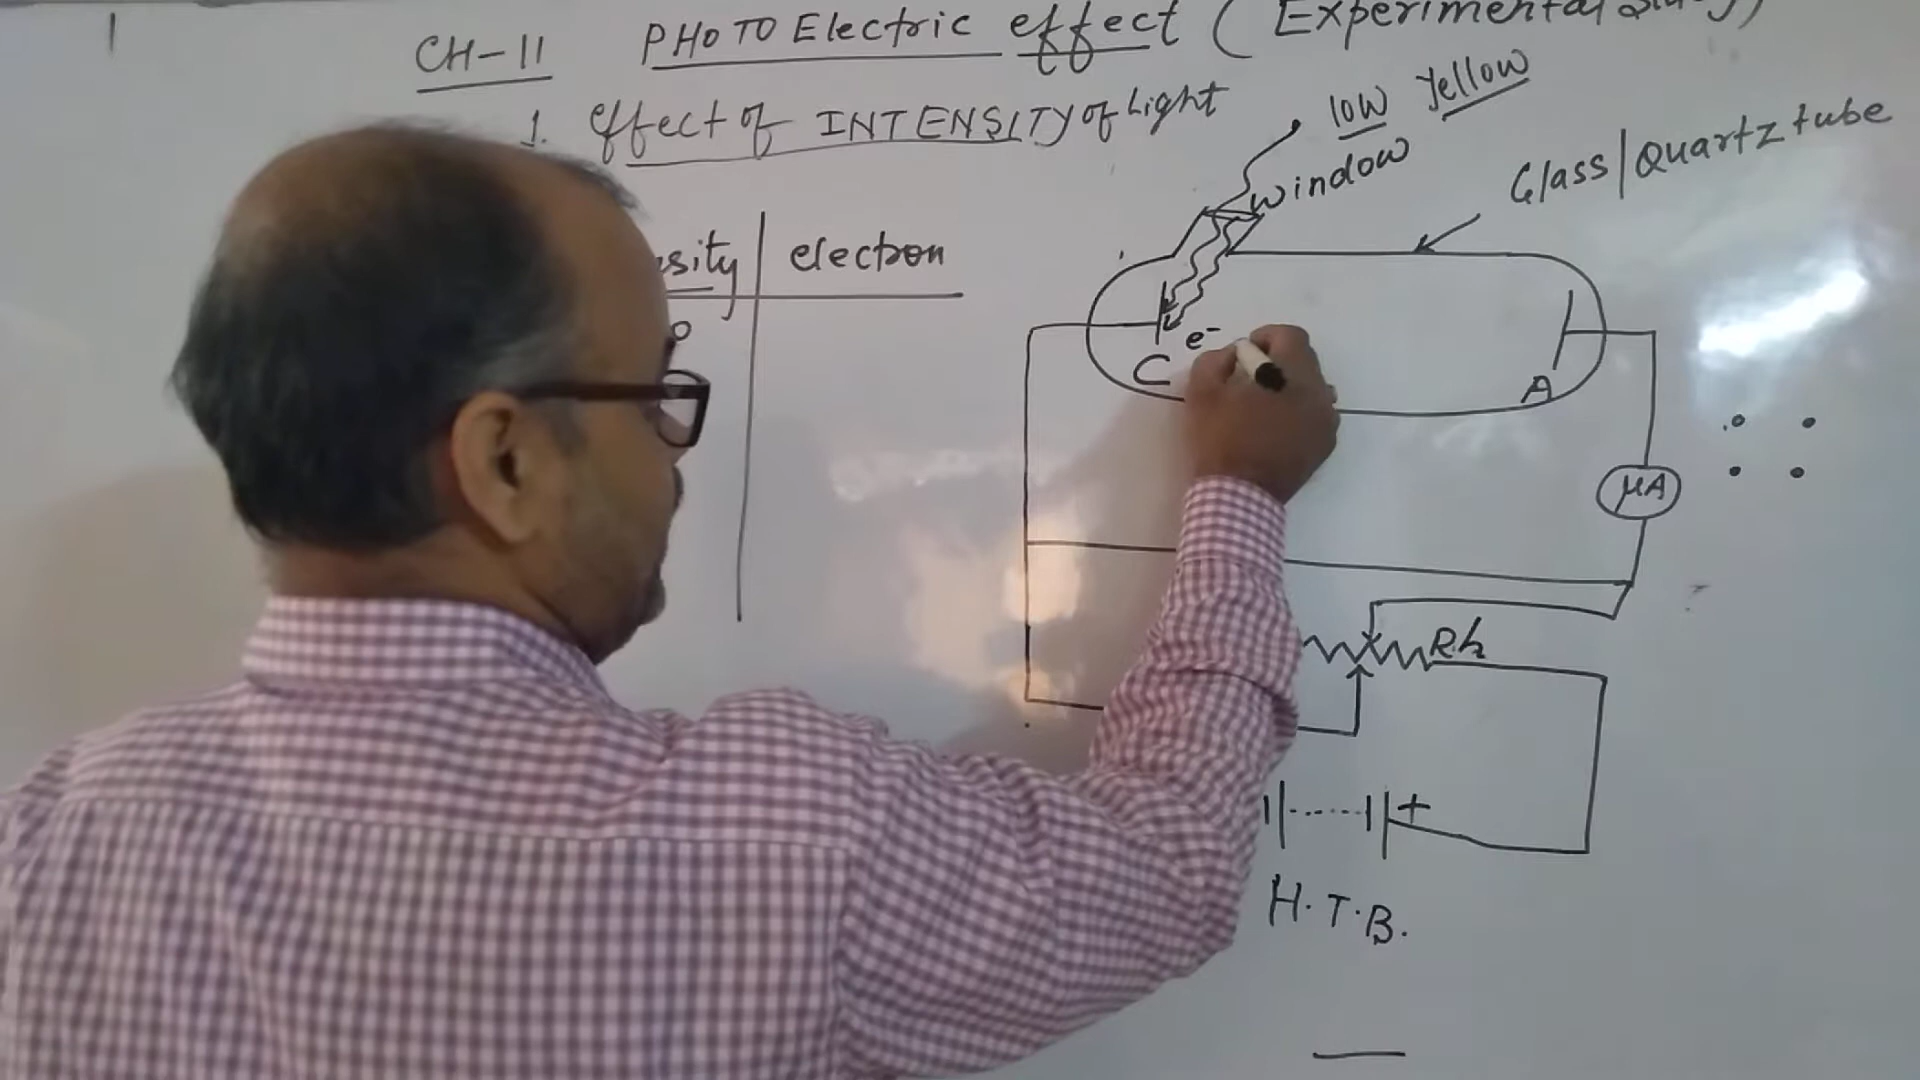 CH-11 PHOTO Electric effect ( Experimental Study)
1. effect of INTENSITY of Light
low yellow
window
Glass/Quartz tube
electron
e-
C
A
μA
Rh
+
H.T.B.